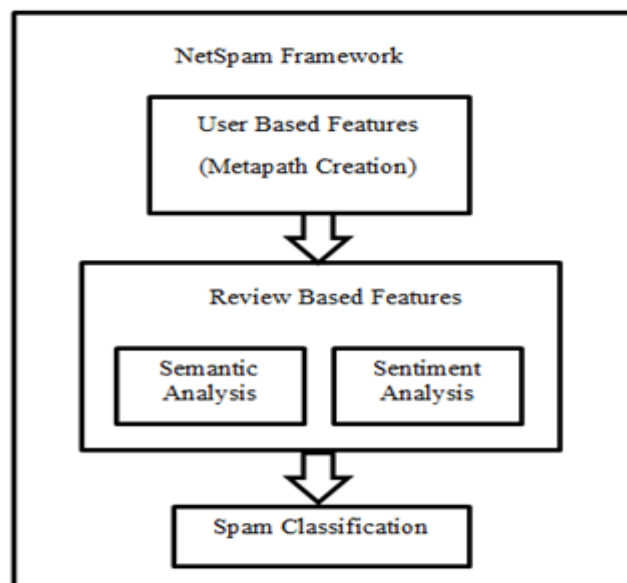 NetSpam Framework
User Based Features
(Metapath Creation)
Review Based Features
Semantic
Analysis
Sentiment
Analysis
Spam Classification